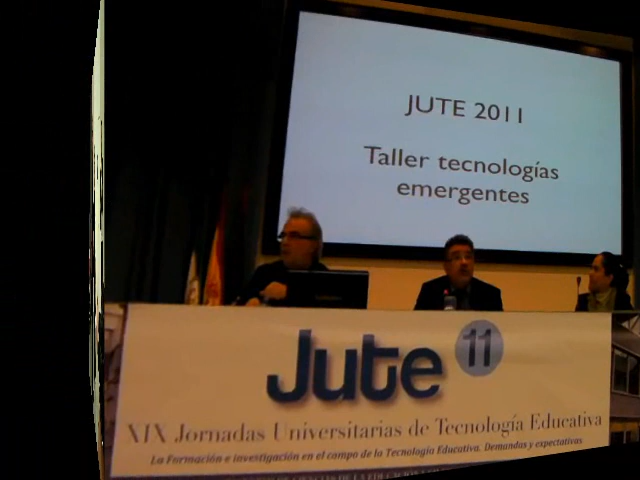 JUTE 2011
Taller tecnologías
emergentes
Jute 11
XIX Jornadas Universitarias de Tecnología Educativa
La Formación e investigación en el campo de la Tecnología Educativa. Demandas y expectativas